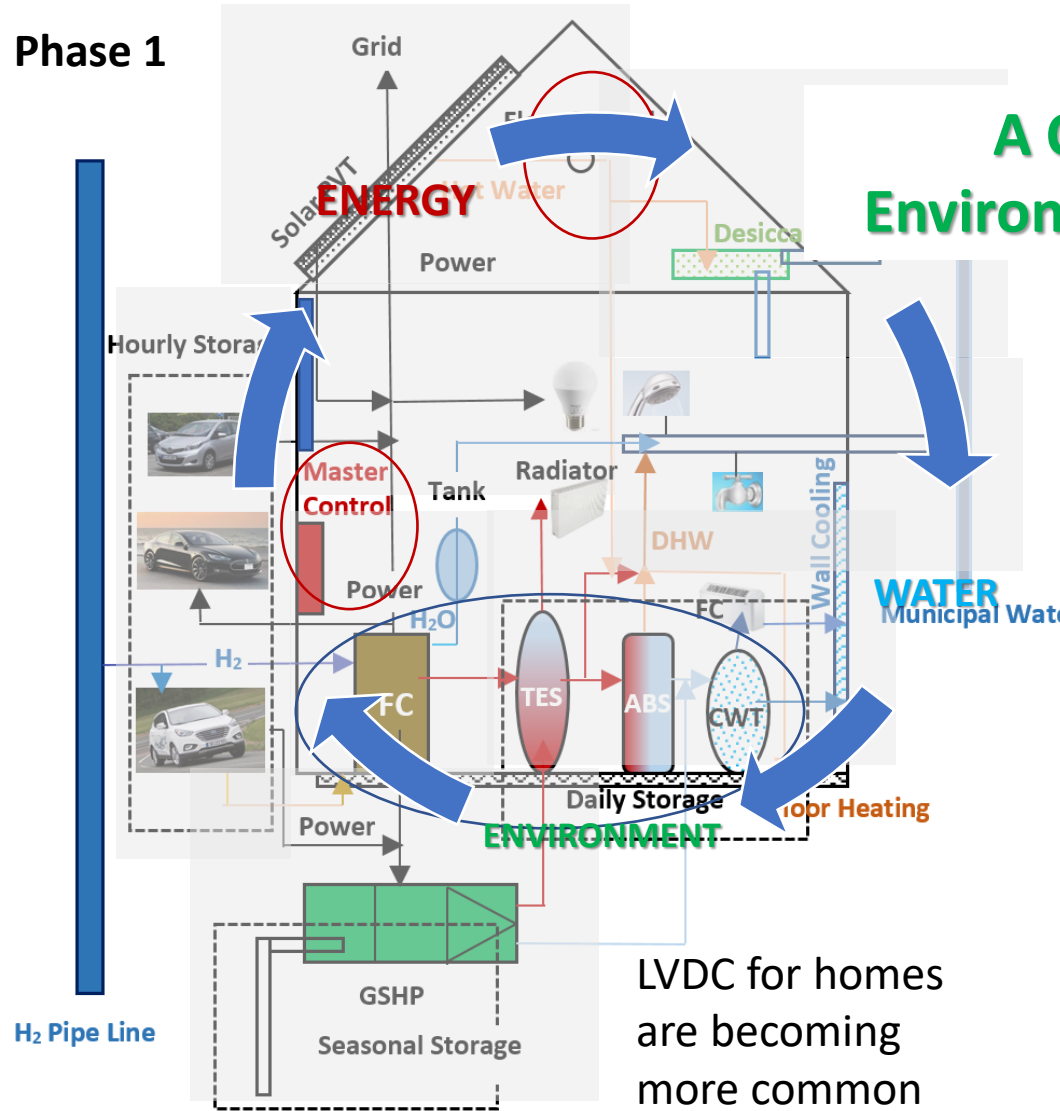 Phase 1
Grid
A
Environ
Solar PVT
ENERGY
Hot Water
Desicca
Power
Hourly Storag
Master
Control
Tank
Radiator
DHW
Wall Cooling
Power
H₂O
FC
WATER
Municipal Wate
H₂
FC
TES
ABS
CWT
Daily Storage
loor Heating
Power
ENVIRONMENT
GSHP
Seasonal Storage
H₂ Pipe Line
LVDC for homes
are becoming
more common